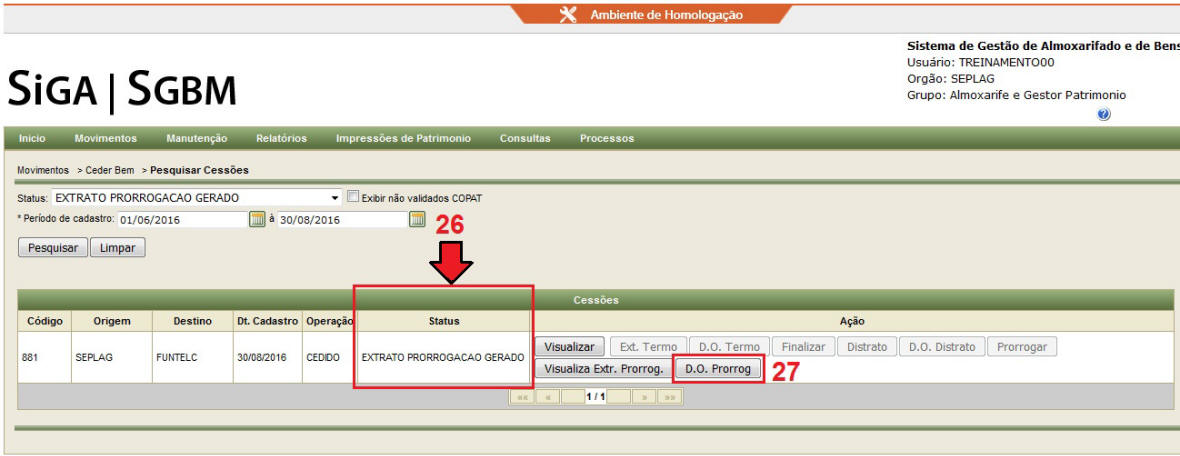 Ambiente de Homologação
Sistema de Gestão de Almoxarifado e de Bens
Usuário: TREINAMENTO00
Orgão: SEPLAG
Grupo: Almoxarife e Gestor Patrimonio
?
SiGA | SGBM
Inicio Movimentos Manutenção Relatórios Impressões de Patrimonio Consultas Processos
Movimentos > Ceder Bem > Pesquisar Cessões
Status: EXTRATO PRORROGACAO GERADO Exibir não validados COPAT
* Período de cadastro: 01/06/2016 à 30/08/2016
26
Pesquisar Limpar
Cessões
Código Origem Destino Dt. Cadastro Operação Status Ação
881 SEPLAG FUNTELC 30/08/2016 CEDIDO EXTRATO PRORROGACAO GERADO
Visualizar Ext. Termo D.O. Termo Finalizar Distrato D.O. Distrato Prorrogar
Visualiza Extr. Prorrog. D.O. Prorrog 27
«« « 1 / 1 » »»